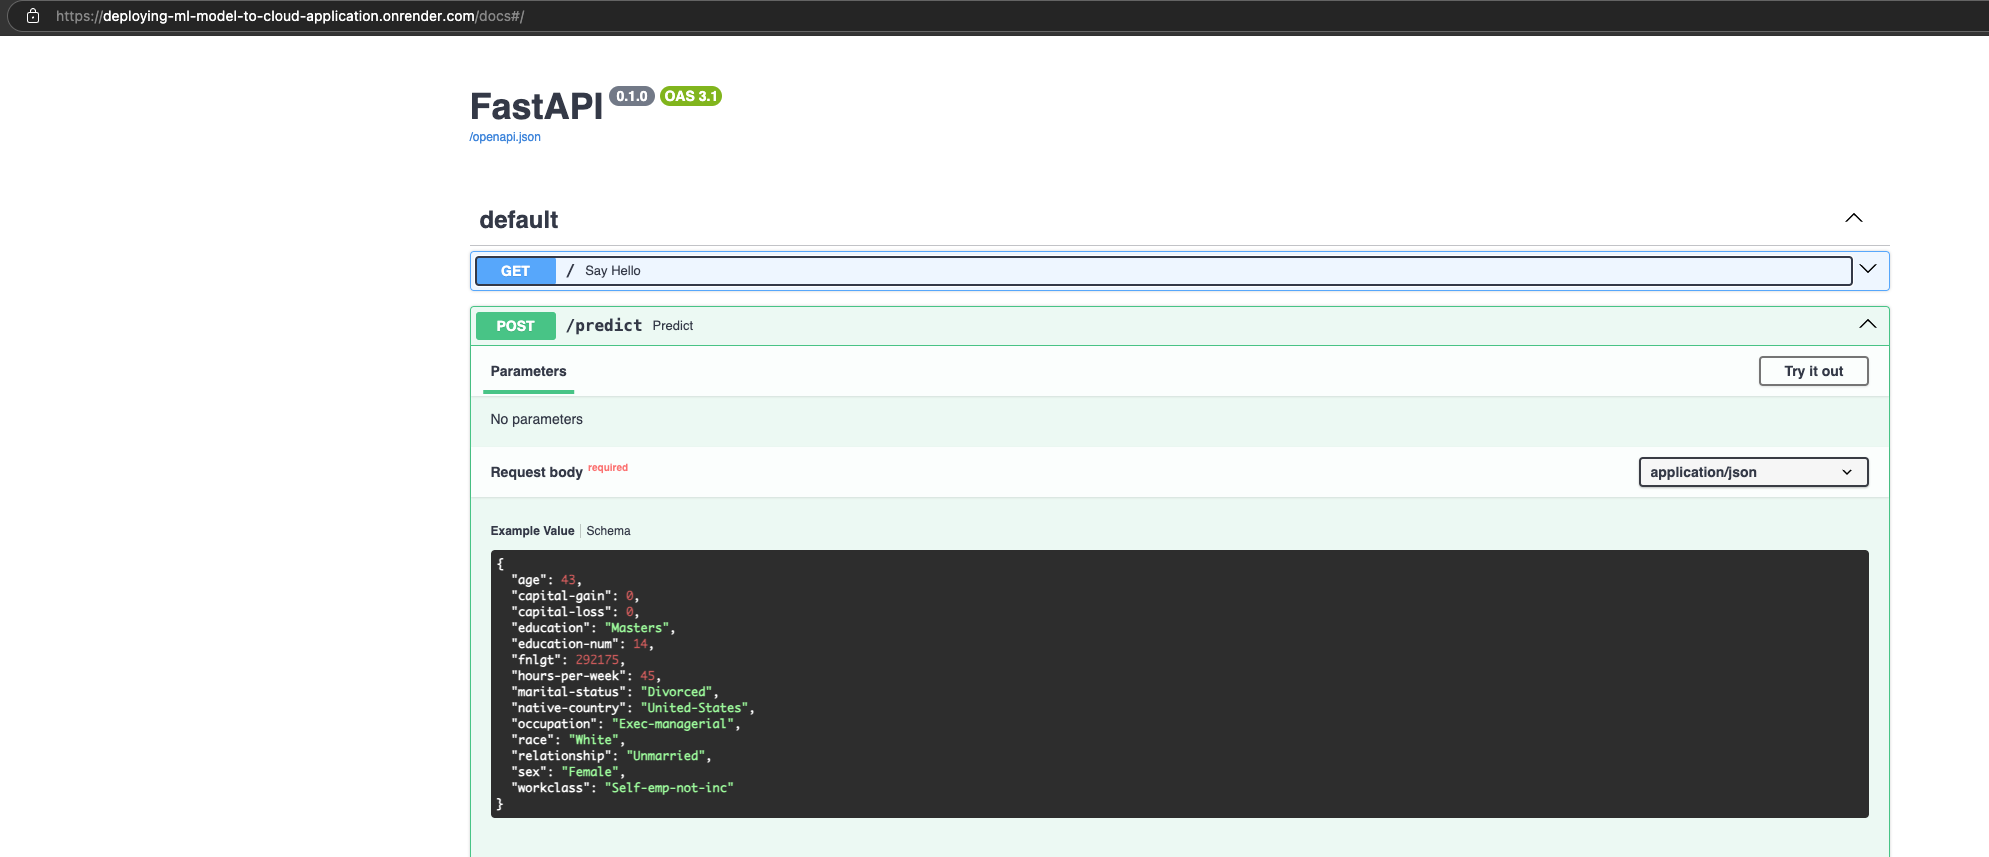 https://deploying-ml-model-to-cloud-application.onrender.com/docs#/
FastAPI 0.1.0 OAS 3.1
/openapi.json
default
GET / Say Hello
POST /predict Predict
Parameters Try it out
No parameters
Request body required application/json
Example Value Schema
{
"age": 43,
"capital-gain": 0,
"capital-loss": 0,
"education": "Masters",
"education-num": 14,
"fnlgt": 292175,
"hours-per-week": 45,
"marital-status": "Divorced",
"native-country": "United-States",
"occupation": "Exec-managerial",
"race": "White",
"relationship": "Unmarried",
"sex": "Female",
"workclass": "Self-emp-not-inc"
}